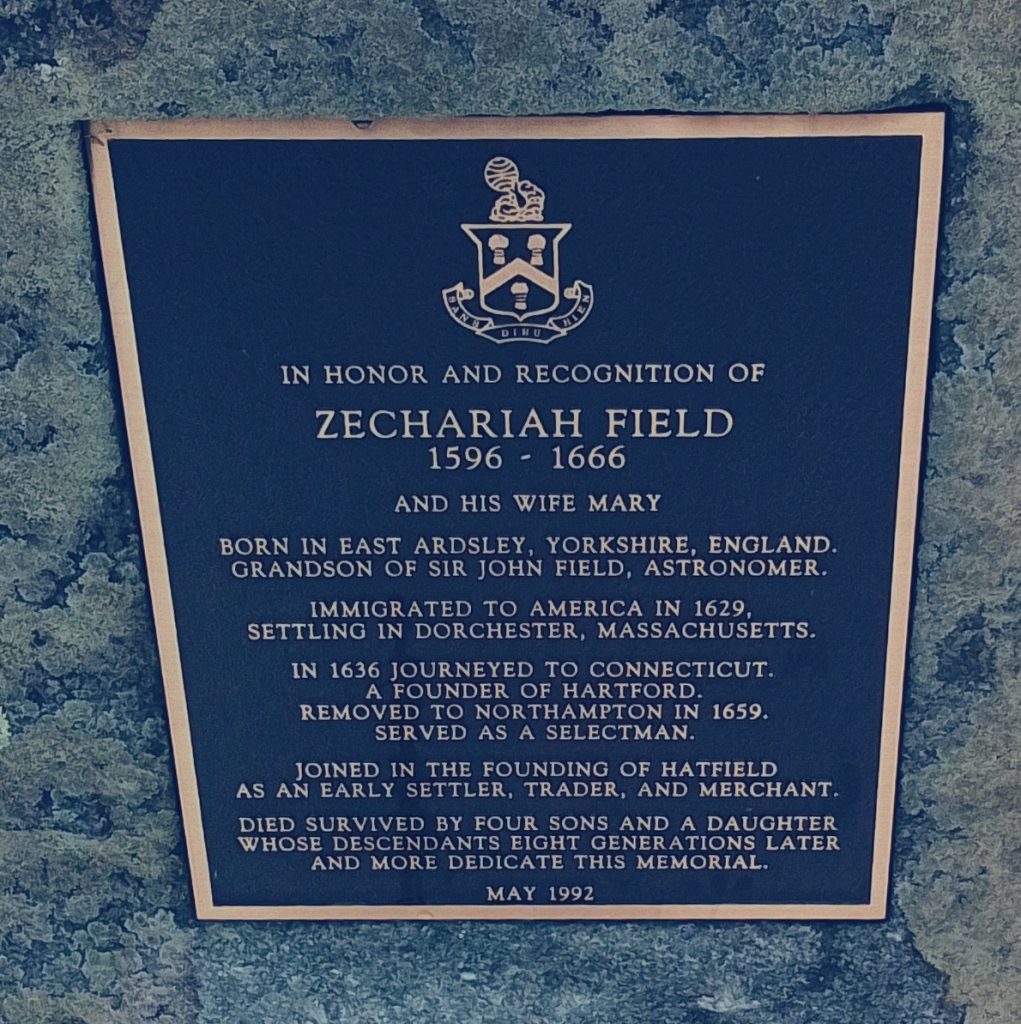 SANS DIHU RIEN
IN HONOR AND RECOGNITION OF
ZECHARIAH FIELD
1596 - 1666
AND HIS WIFE MARY
BORN IN EAST ARDSLEY, YORKSHIRE, ENGLAND.
GRANDSON OF SIR JOHN FIELD, ASTRONOMER.
IMMIGRATED TO AMERICA IN 1629,
SETTLING IN DORCHESTER, MASSACHUSETTS.
IN 1636 JOURNEYED TO CONNECTICUT.
A FOUNDER OF HARTFORD.
REMOVED TO NORTHAMPTON IN 1659.
SERVED AS A SELECTMAN.
JOINED IN THE FOUNDING OF HATFIELD
AS AN EARLY SETTLER, TRADER, AND MERCHANT.
DIED SURVIVED BY FOUR SONS AND A DAUGHTER
WHOSE DESCENDANTS EIGHT GENERATIONS LATER
AND MORE DEDICATE THIS MEMORIAL.
MAY 1992